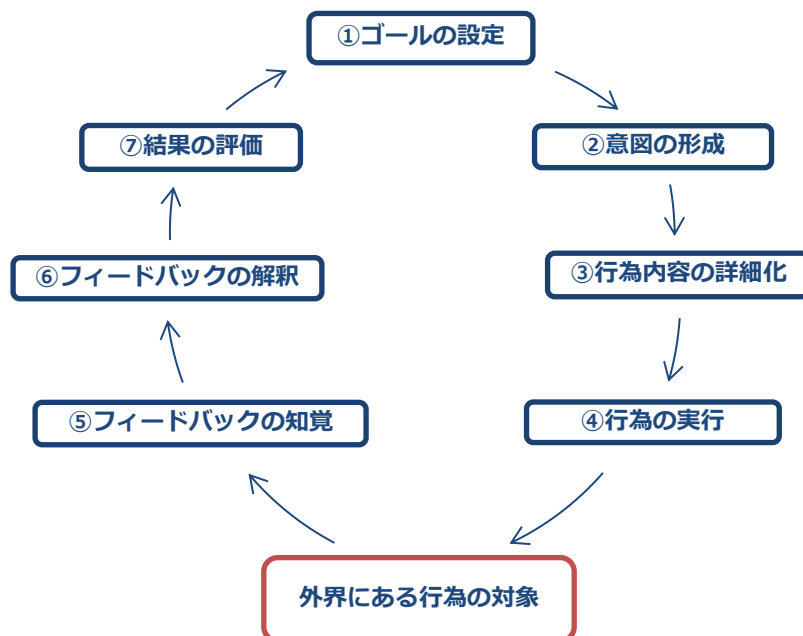 ①ゴールの設定
②意図の形成
③行為内容の詳細化
④行為の実行
外界にある行為の対象
⑤フィードバックの知覚
⑥フィードバックの解釈
⑦結果の評価